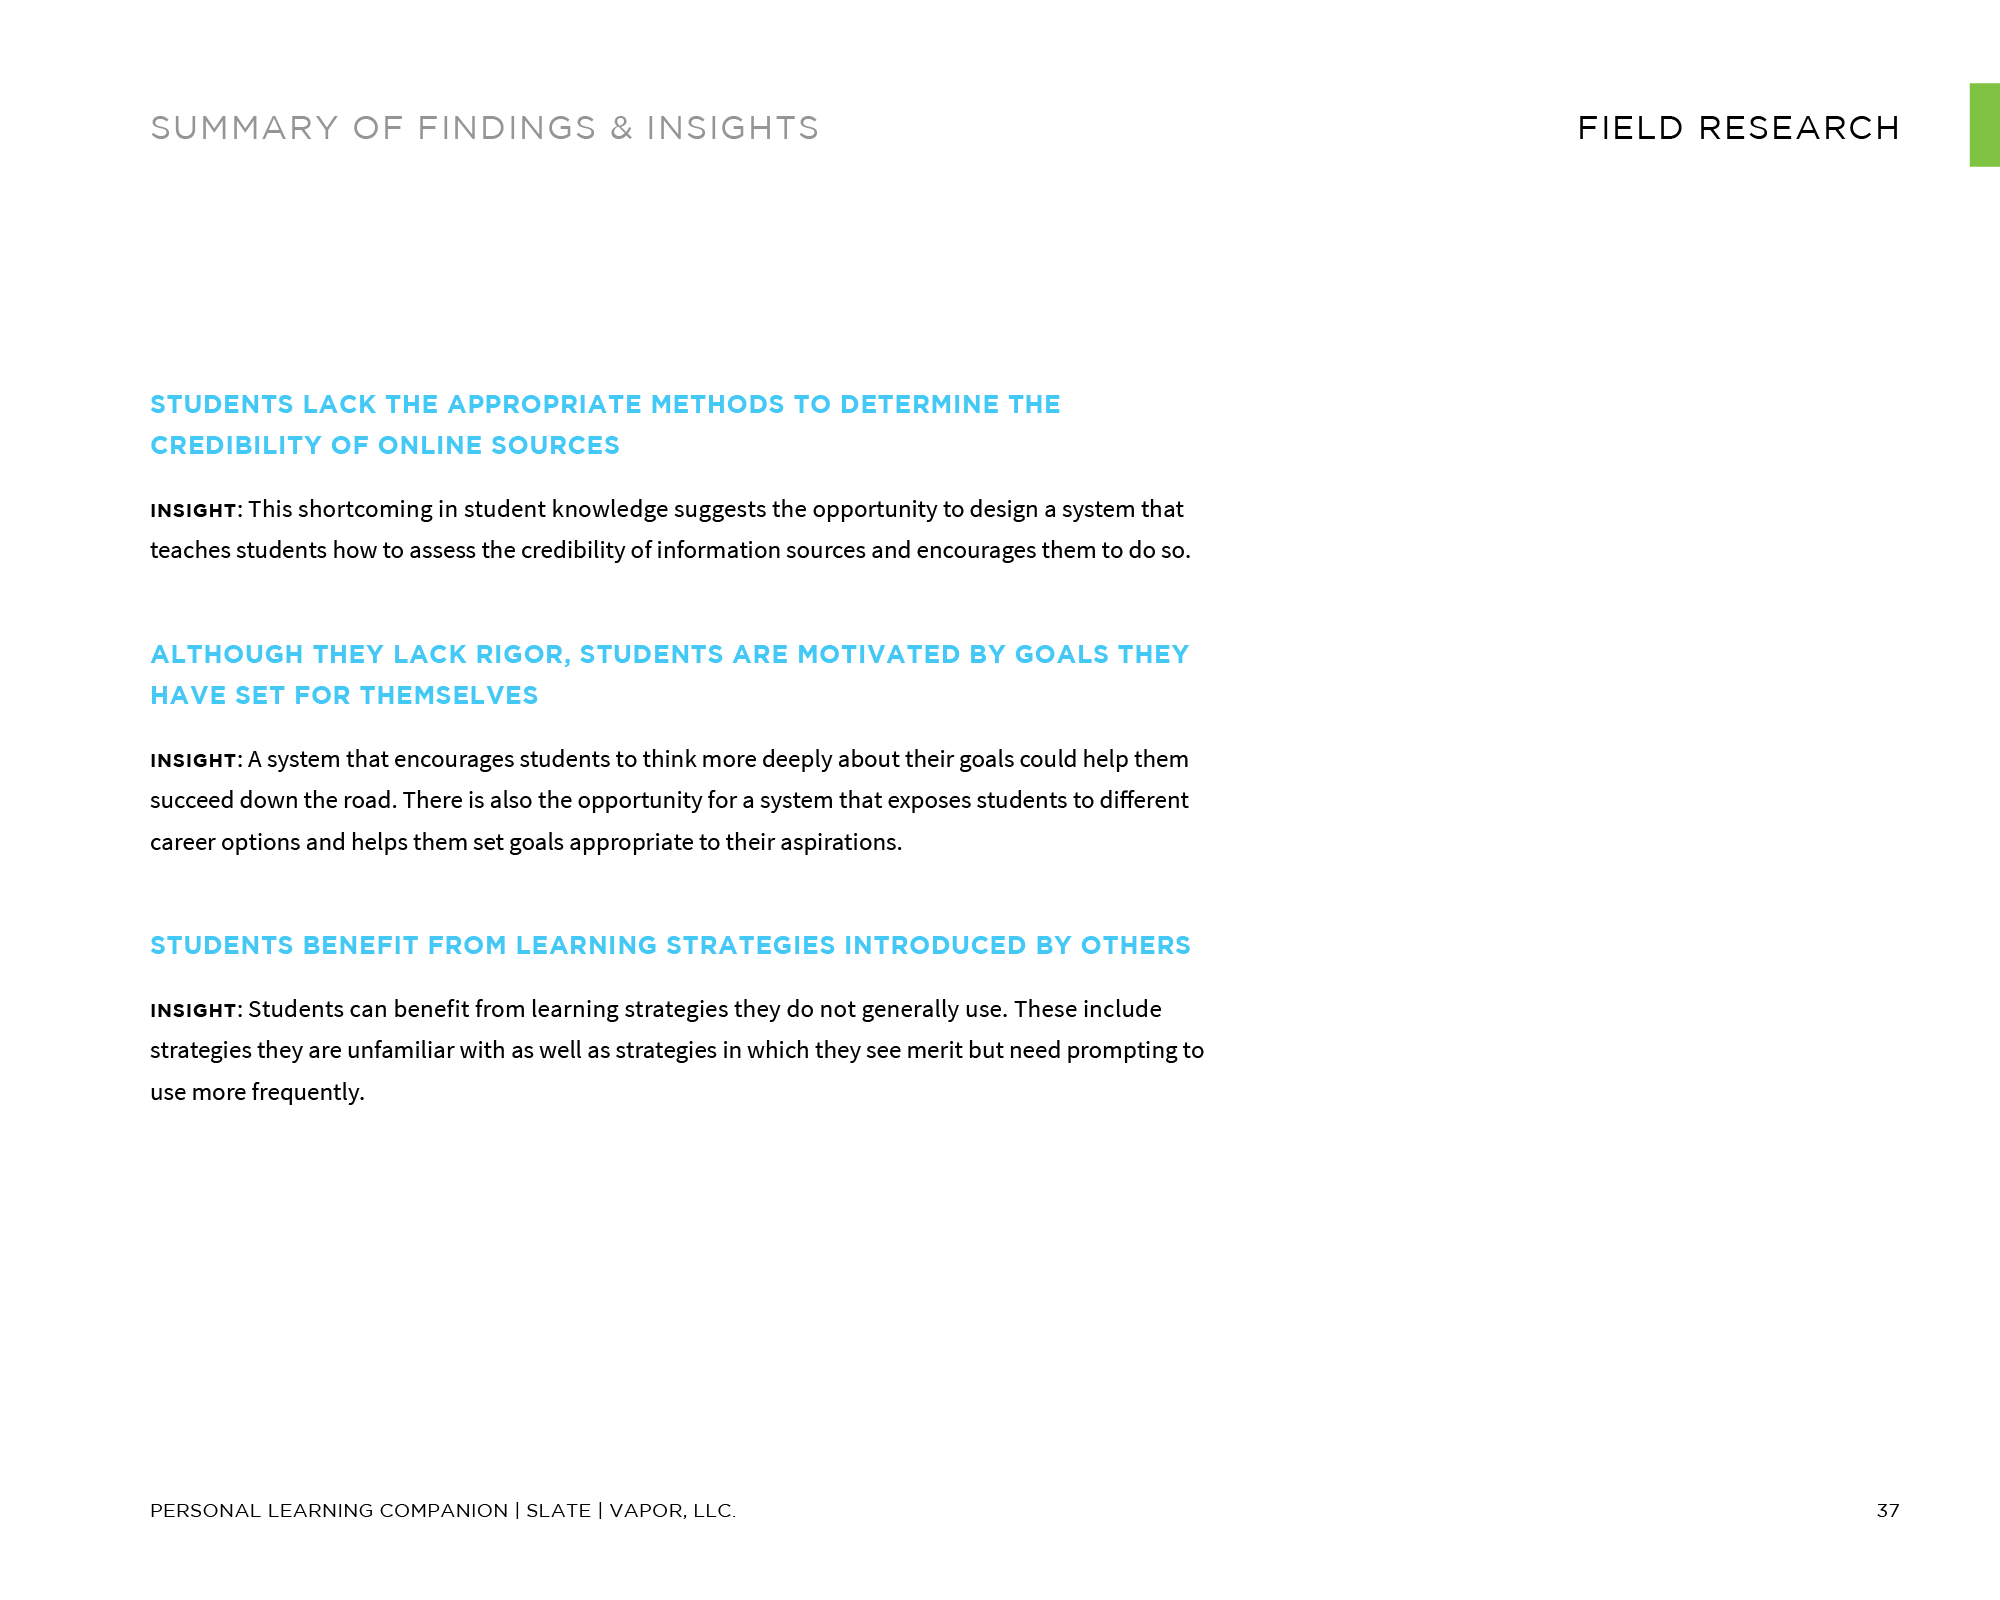 SUMMARY OF FINDINGS & INSIGHTS
FIELD RESEARCH
STUDENTS LACK THE APPROPRIATE METHODS TO DETERMINE THE
CREDIBILITY OF ONLINE SOURCES
INSIGHT: This shortcoming in student knowledge suggests the opportunity to design a system that
teaches students how to assess the credibility of information sources and encourages them to do so.
ALTHOUGH THEY LACK RIGOR, STUDENTS ARE MOTIVATED BY GOALS THEY
HAVE SET FOR THEMSELVES
INSIGHT: A system that encourages students to think more deeply about their goals could help them
succeed down the road. There is also the opportunity for a system that exposes students to different
career options and helps them set goals appropriate to their aspirations.
STUDENTS BENEFIT FROM LEARNING STRATEGIES INTRODUCED BY OTHERS
INSIGHT: Students can benefit from learning strategies they do not generally use. These include
strategies they are unfamiliar with as well as strategies in which they see merit but need prompting to
use more frequently.
PERSONAL LEARNING COMPANION | SLATE | VAPOR, LLC.
37